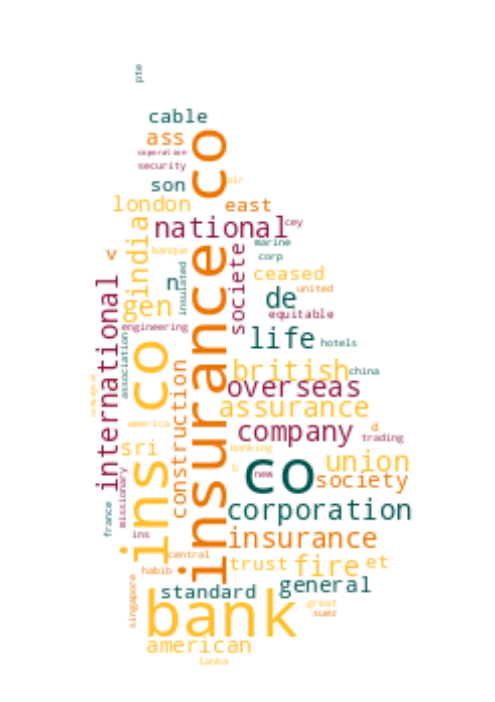 pte
cable
ass
insurance co
coporation
security
son
air
london
east
national
cey
india
v
banque
marine
corp
societe
ceased
n
insulated
international
united
de
gen
equitable
engineering
life
hotels
association
ins co
british
china
construction
overseas
assurance
america
company
d
trading
sri
banking
union
b
new
co
society
missionary
corporation
france
ins
insurance
central
trust
fire
et
habib
singapore
standard
general
bank
great
suez
american
lanka